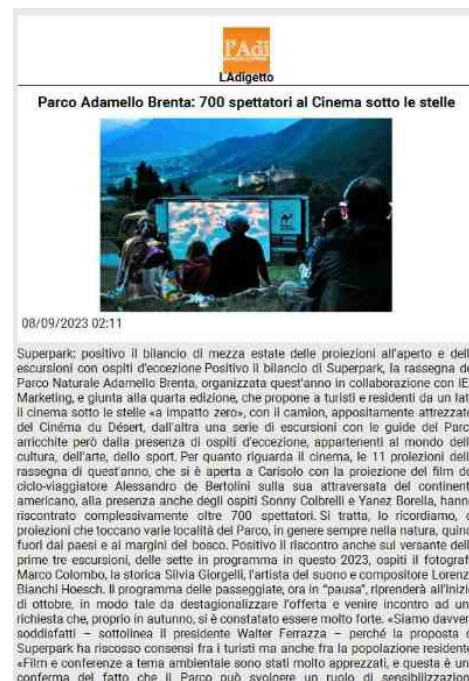 l'Adi
LAdigetto
Parco Adamello Brenta: 700 spettatori al Cinema sotto le stelle
08/09/2023 02:11
Superpark: positivo il bilancio di mezza estate delle proiezioni all'aperto e dell
escursioni con ospiti d'eccezione Positivo il bilancio di Superpark, la rassegna de
Parco Naturale Adamello Brenta, organizzata quest'anno in collaborazione con IE
Marketing, e giunta alla quarta edizione, che propone a turisti e residenti da un lat
il cinema sotto le stelle «a impatto zero», con il camion, appositamente attrezzat
del Cinéma du Désert, dall'altra una serie di escursioni con le guide del Parc
arricchite però dalla presenza di ospiti d'eccezione, appartenenti al mondo dell
cultura, dell'arte, dello sport. Per quanto riguarda il cinema, le 11 proiezioni dell
rassegna di quest'anno, che si è aperta a Carisolo con la proiezione del film de
ciclo-viaggiatore Alessandro de Bertolini sulla sua attraversata del continent
americano, alla presenza anche degli ospiti Sonny Colbrelli e Yanez Borella, hann
riscontrato complessivamente oltre 700 spettatori. Si tratta, lo ricordiamo, d
proiezioni che toccano varie località del Parco, in genere sempre nella natura, quind
fuori dai paesi e ai margini del bosco. Positivo il riscontro anche sul versante dell
prime tre escursioni, delle sette in programma in questo 2023, ospiti il fotograf
Marco Colombo, la storica Silvia Giorgelli, l'artista del suono e compositore Lorenz
Bianchi Hoesch. Il programma delle passeggiate, ora in "pausa", riprenderà all'inizi
di ottobre, in modo tale da destagionalizzare l'offerta e venire incontro ad un
richiesta che, proprio in autunno, si è constatato essere molto forte. «Siamo davver
soddisfatti – sottolinea il presidente Walter Ferrazza – perché la proposta d
Superpark ha riscosso consensi fra i turisti ma anche fra la popolazione residente
«Film e conferenze a tema ambientale sono stati molto apprezzati, e questa è un
conferma del fatto che il Parco può svolgere un ruolo di sensibilizzazion